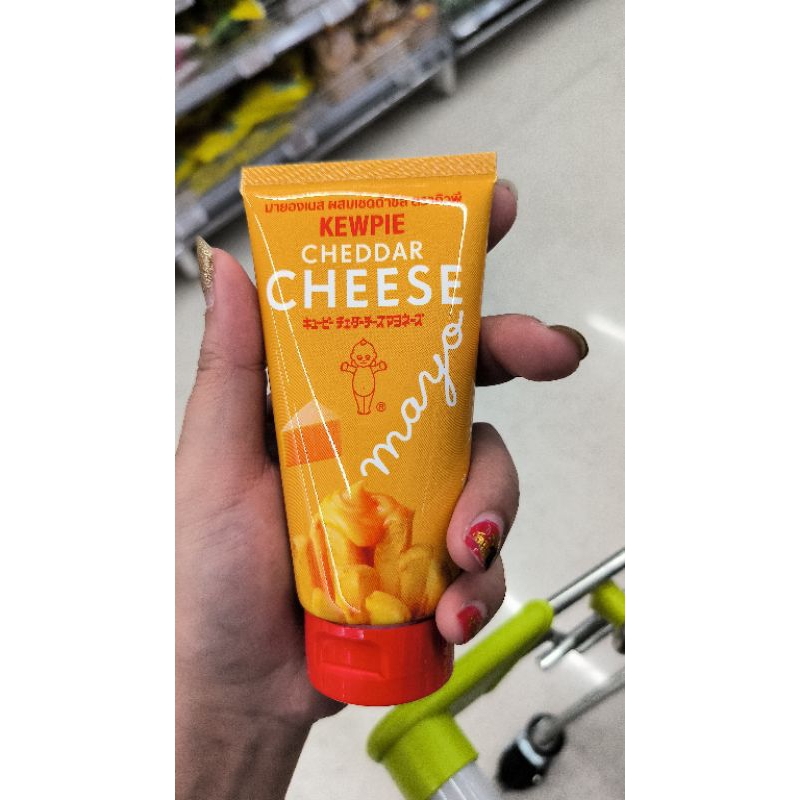 มายองเนส ผสมเชดด้าชีส ตราคิวพี
KEWPIE
CHEDDAR
CHEESE
キューピー チェダーチーズマヨネーズ
mayo
®